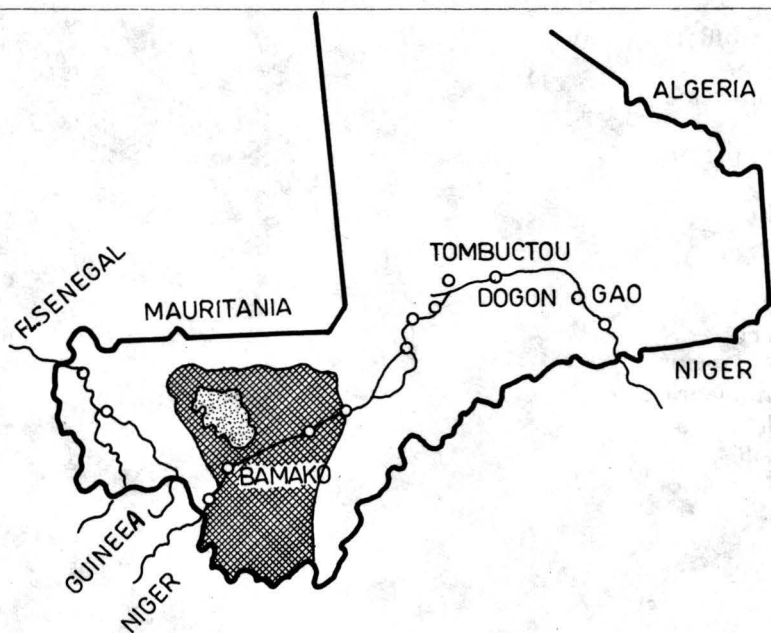 ALGERIA
TOMBUCTOU
DOGON
GAO
FL.SENEGAL
MAURITANIA
NIGER
BAMAKO
GUINEEA
NIGER